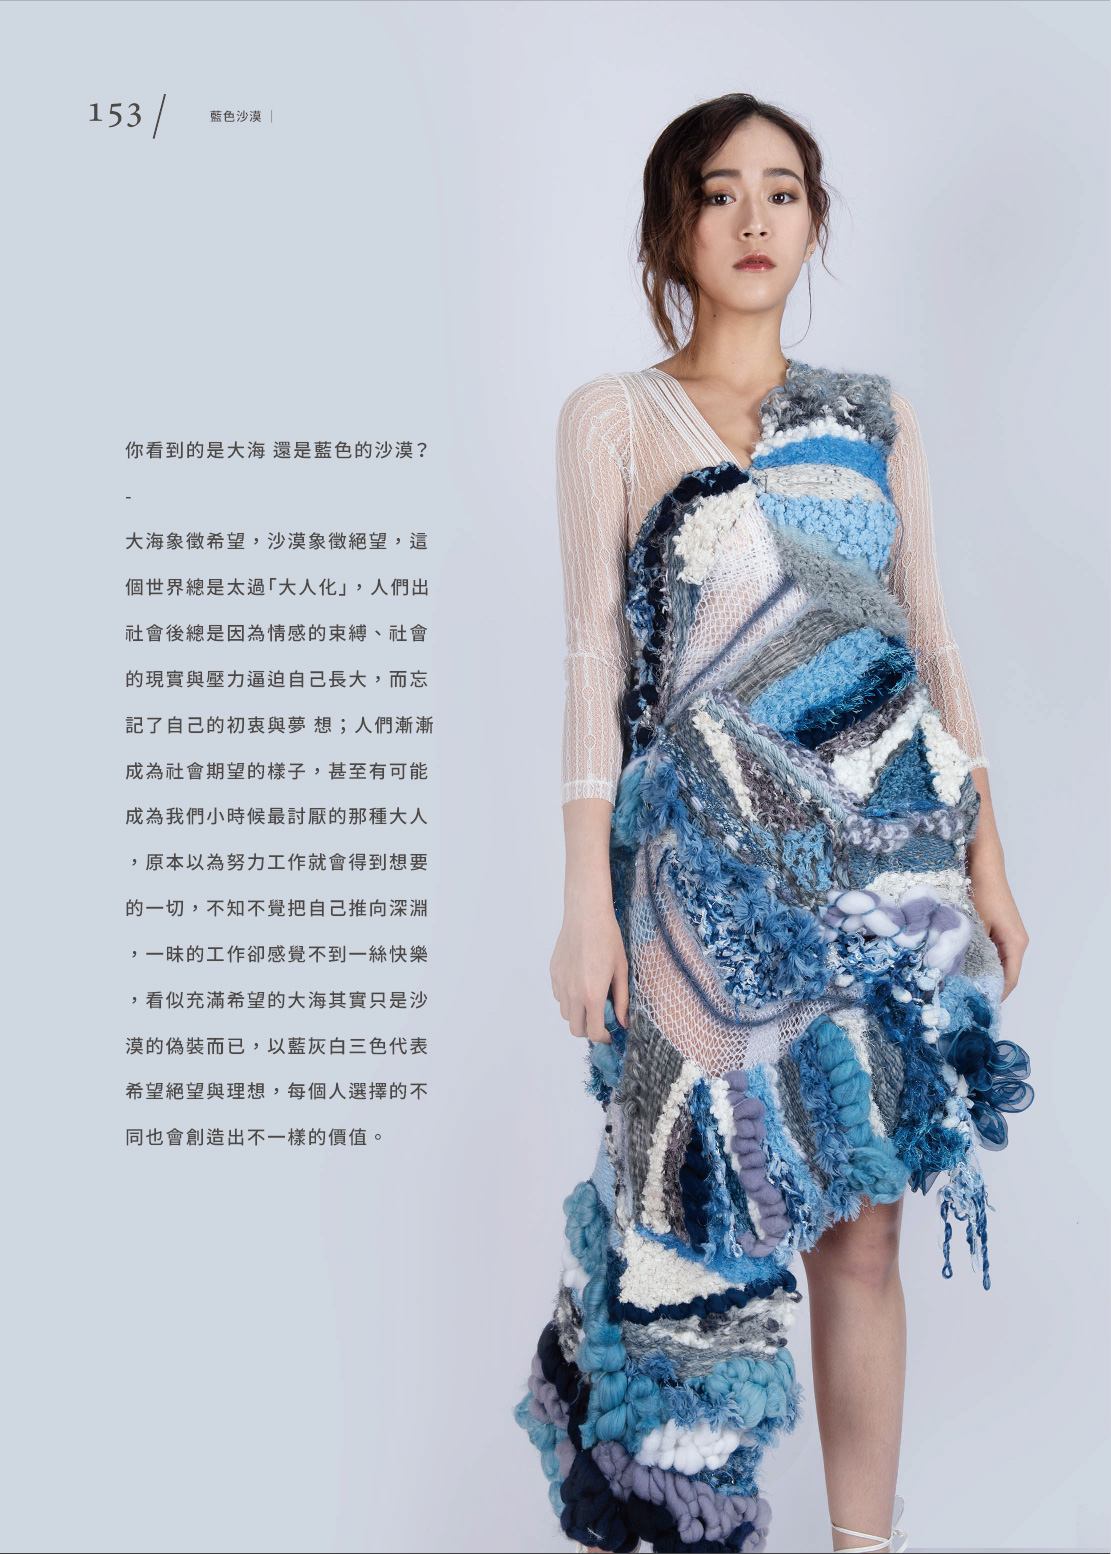 153
藍色沙漠
你看到的是大海 還是藍色的沙漠?
-
大海象徵希望，沙漠象徵絕望，這
個世界總是太過「大人化」，人們出
社會後總是因為情感的束縛、社會
的現實與壓力逼迫自己長大，而忘
記了自己的初衷與夢 想；人們漸漸
成為社會期望的樣子，甚至有可能
成為我們小時候最討厭的那種大人
，原本以為努力工作就會得到想要
的一切，不知不覺把自己推向深淵
，一昧的工作卻感覺不到一絲快樂
，看似充滿希望的大海其實只是沙
漠的偽裝而已，以藍灰白三色代表
希望絕望與理想，每個人選擇的不
同也會創造出不一樣的價值。